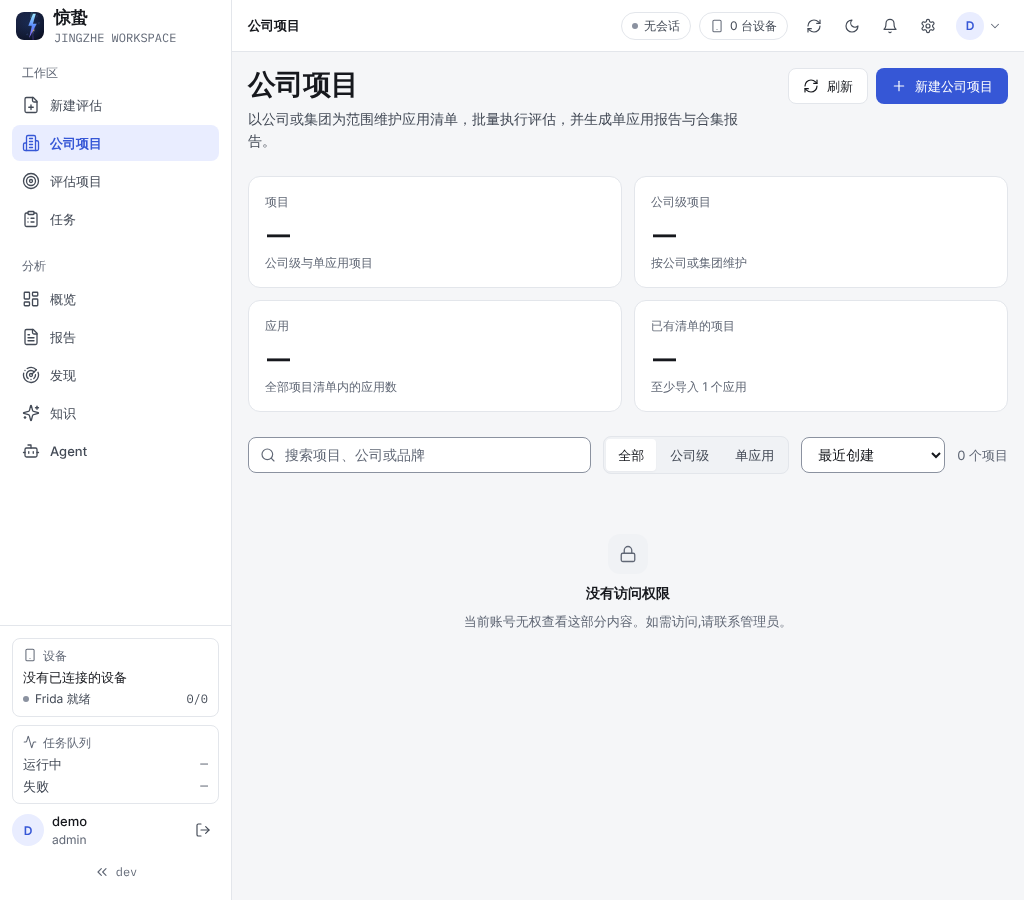 惊蛰
JINGZHE WORKSPACE
工作区
新建评估
公司项目
评估项目
任务
分析
概览
报告
发现
知识
Agent
设备
没有已连接的设备
Frida 就绪 0/0
任务队列
运行中 —
失败 —
D
demo
admin
dev
公司项目
无会话
0 台设备
D
公司项目
刷新
新建公司项目
以公司或集团为范围维护应用清单，批量执行评估，并生成单应用报告与合集报
告。
项目
—
公司级与单应用项目
公司级项目
—
按公司或集团维护
应用
—
全部项目清单内的应用数
已有清单的项目
—
至少导入 1 个应用
搜索项目、公司或品牌
全部 公司级 单应用
最近创建
0 个项目
没有访问权限
当前账号无权查看这部分内容。如需访问,请联系管理员。